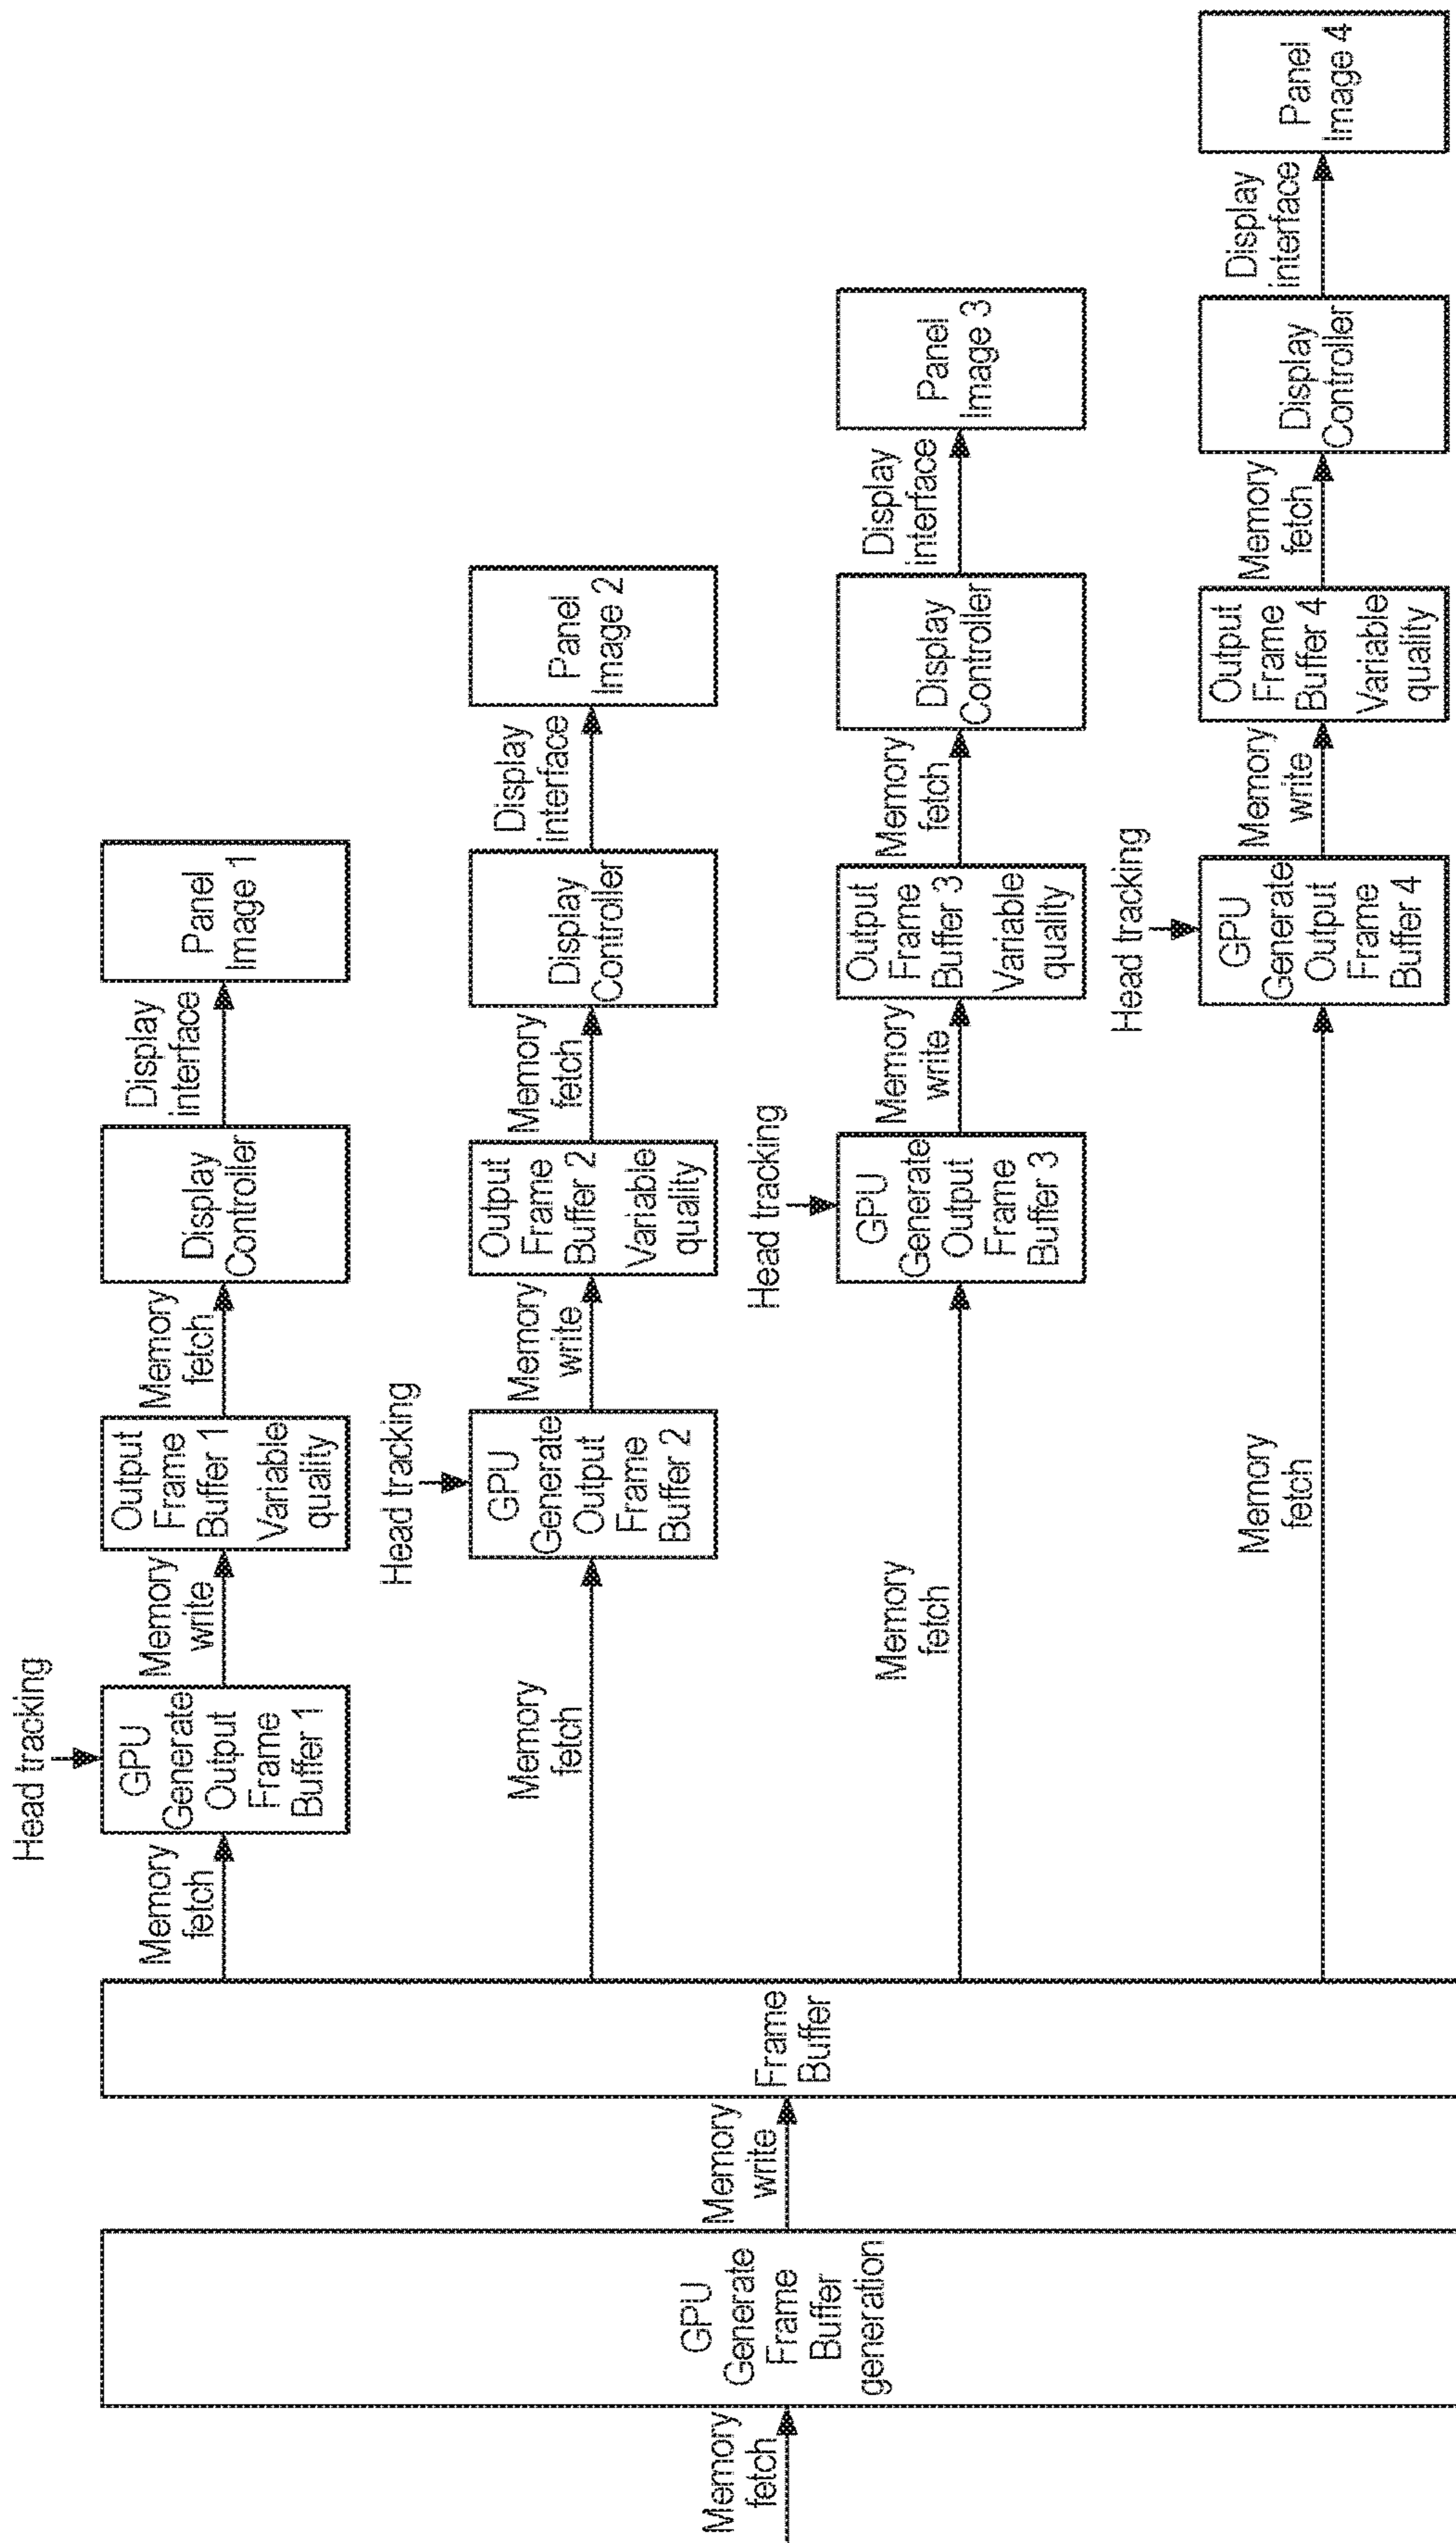 Memory
fetch
GPU
Generate
Frame
Buffer
generation
Memory
write
Frame
Buffer
Memory
fetch
Head tracking
GPU
Generate
Output
Frame
Buffer 1
Memory
write
Output
Frame
Buffer 1
Variable
quality
Memory
fetch
Display
Controller
Display
interface
Panel
Image 1
Memory
fetch
Head tracking
GPU
Generate
Output
Frame
Buffer 2
Memory
write
Output
Frame
Buffer 2
Variable
quality
Memory
fetch
Display
Controller
Display
interface
Panel
Image 2
Memory
fetch
Head tracking
GPU
Generate
Output
Frame
Buffer 3
Memory
write
Output
Frame
Buffer 3
Variable
quality
Memory
fetch
Display
Controller
Display
interface
Panel
Image 3
Memory
fetch
Head tracking
GPU
Generate
Output
Frame
Buffer 4
Memory
write
Output
Frame
Buffer 4
Variable
quality
Memory
fetch
Display
Controller
Display
interface
Panel
Image 4